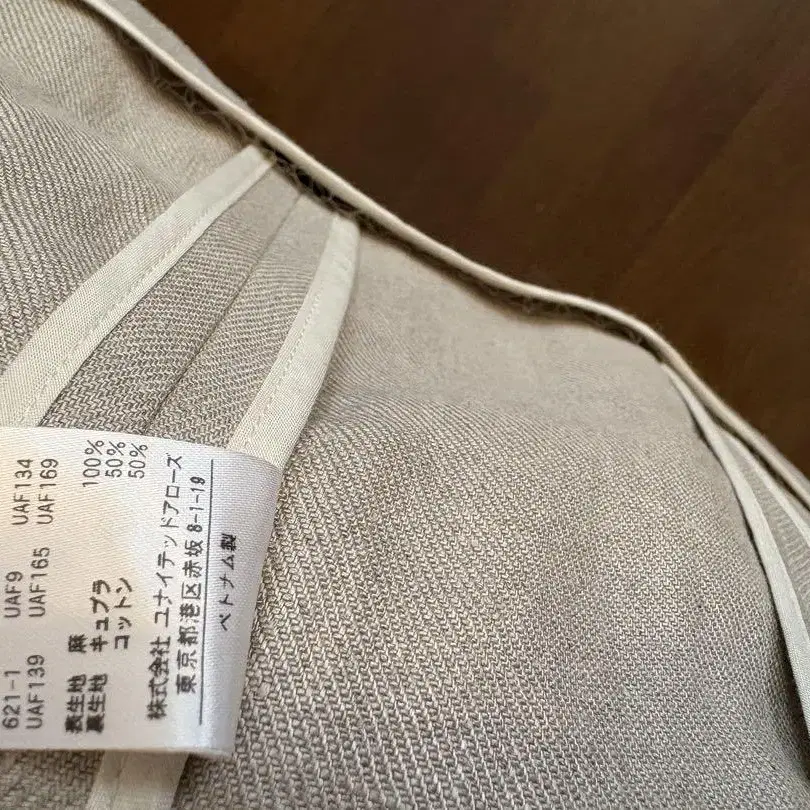 621-1 UAF9 UAF134
UAF139 UAF165 UAF169
表生地 麻 100%
裏生地 キュプラ 50%
コットン 50%
株式会社 ユナイテッドアローズ
東京都港区赤坂 8-1-19
ベトナム製